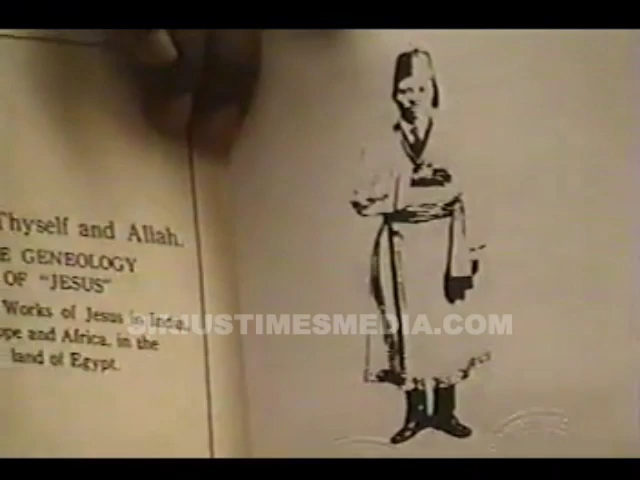 Thyself and Allah.
E GENEOLOGY
OF "JESUS"
Works of Jesus in India,
ope and Africa, in the
land of Egypt.
SIRIUSTIMESMEDIA.COM